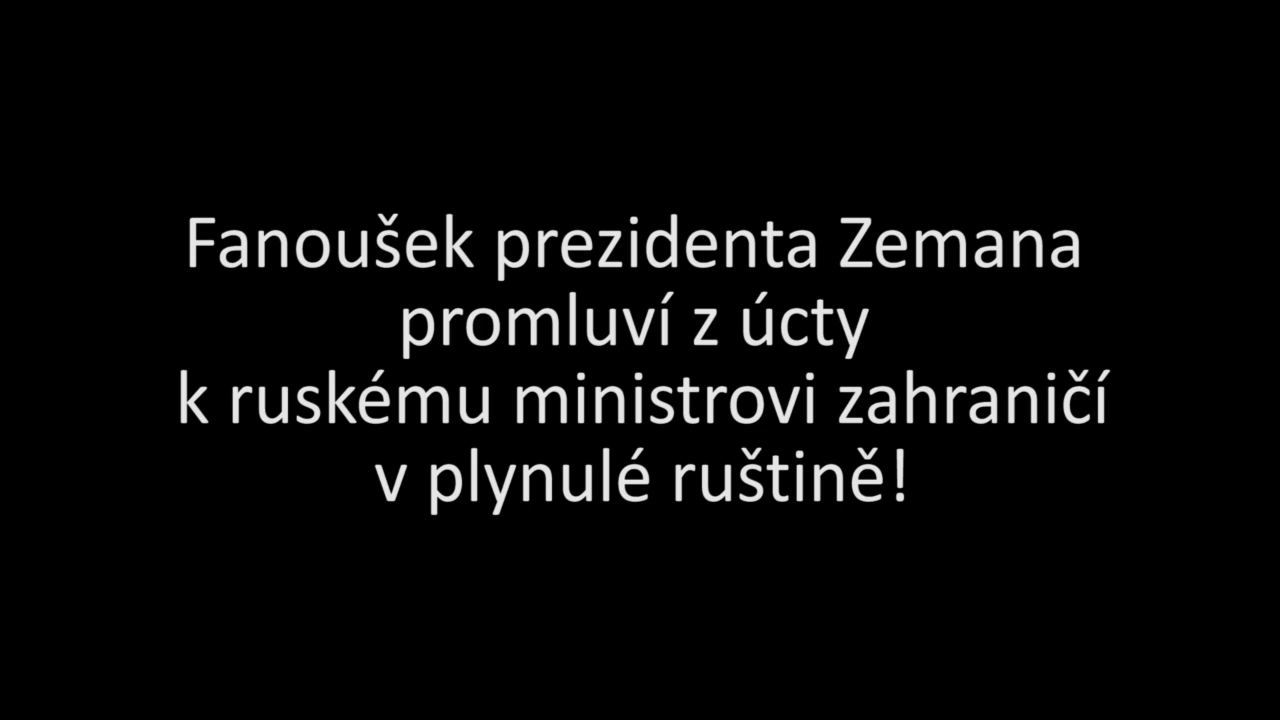 Fanoušek prezidenta Zemana
promluví z úcty
k ruskému ministrovi zahraničí
v plynulé ruštině!